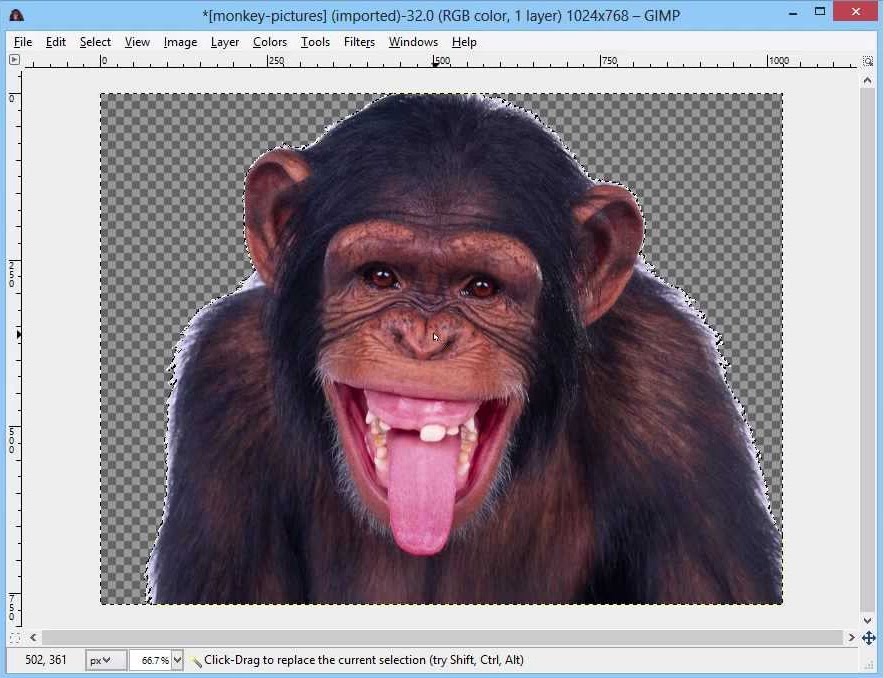 *[monkey-pictures] (imported)-32.0 (RGB color, 1 layer) 1024x768 – GIMP
File Edit Select View Image Layer Colors Tools Filters Windows Help
0 250 500 750 1000
0
250
500
750
502, 361 px 66.7% Click-Drag to replace the current selection (try Shift, Ctrl, Alt)